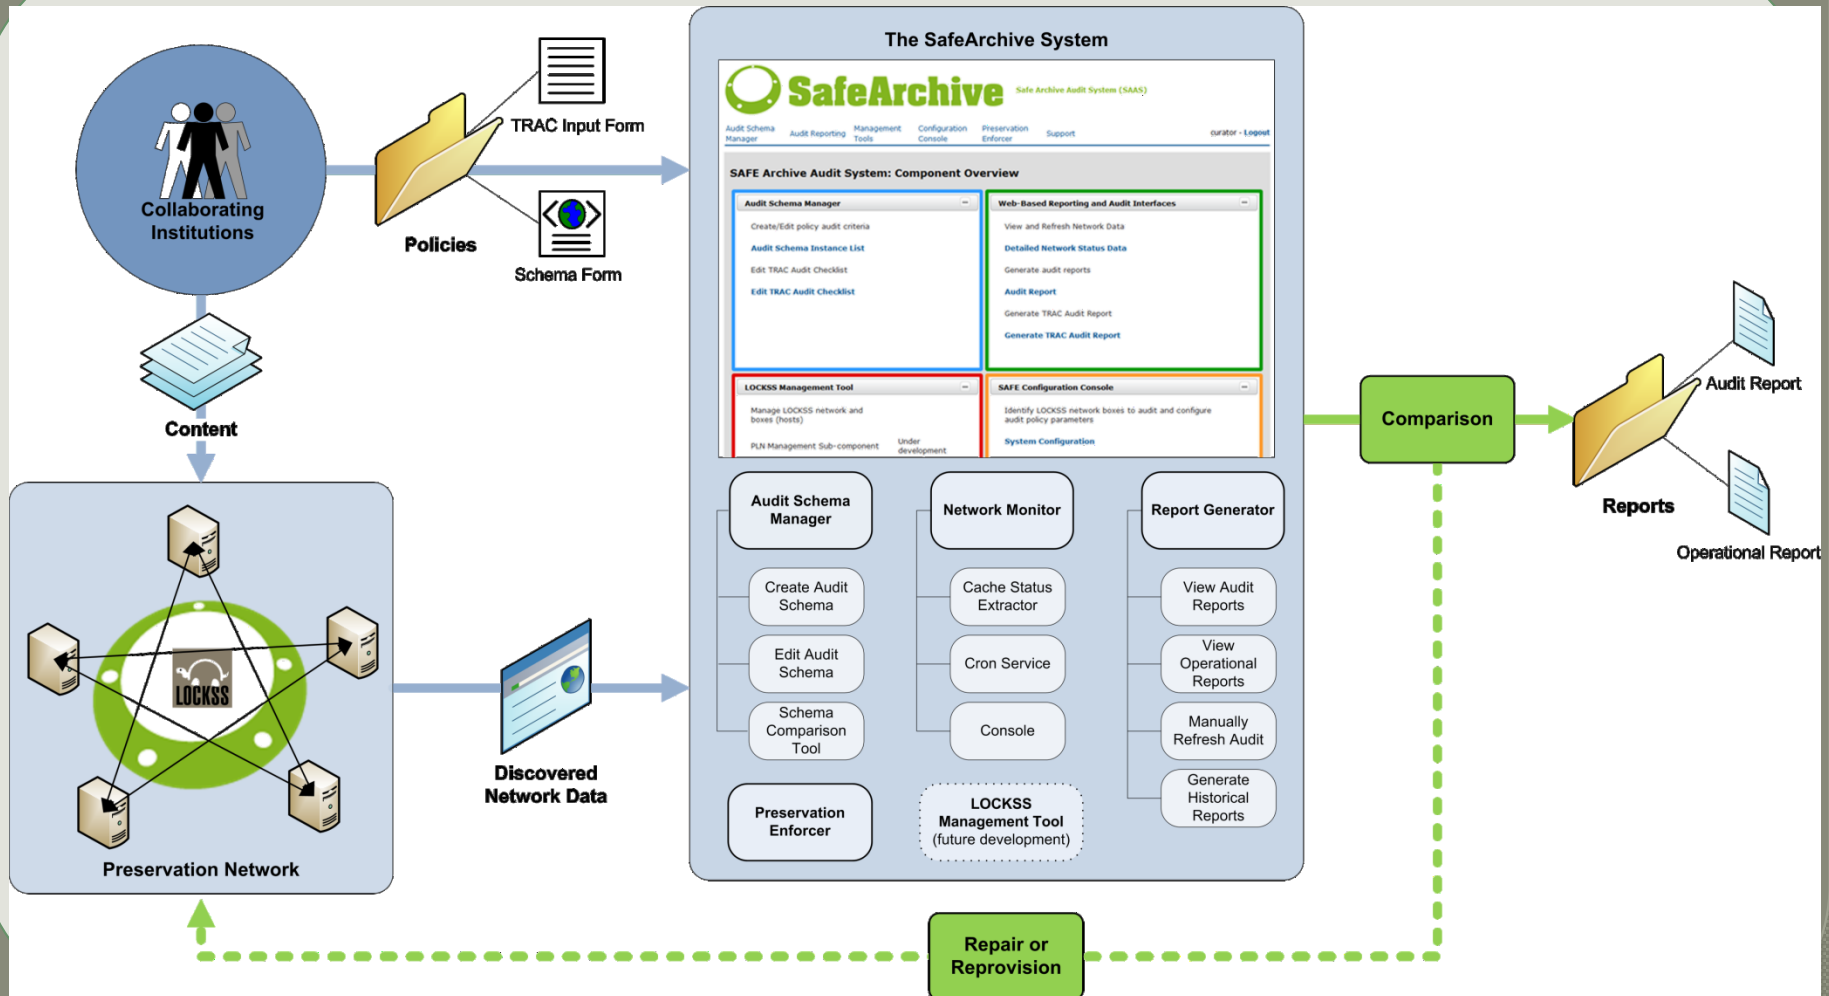 The SafeArchive System
TRAC Input Form
Collaborating
Institutions
Policies
Schema Form
Content
SafeArchive
Safe Archive Audit System (SAAS)
Audit Schema
Manager
Audit Reporting
Management
Tools
Configuration
Console
Preservation
Enforcer
Support
curator - Logout
SAFE Archive Audit System: Component Overview
Audit Schema Manager
Create/Edit policy audit criteria
Audit Schema Instance List
Edit TRAC Audit Checklist
Edit TRAC Audit Checklist
Web-Based Reporting and Audit Interfaces
View and Refresh Network Data
Detailed Network Status Data
Generate audit reports
Audit Report
Generate TRAC Audit Report
Generate TRAC Audit Report
LOCKSS Management Tool
Manage LOCKSS network and
boxes (hosts)
PLN Management Sub-component
Under
development
SAFE Configuration Console
Identify LOCKSS network boxes to audit and configure
audit policy parameters
System Configuration
Comparison
Audit Report
Reports
Operational Report
Audit Schema
Manager
Create Audit
Schema
Edit Audit
Schema
Schema
Comparison
Tool
Network Monitor
Cache Status
Extractor
Cron Service
Console
Report Generator
View Audit
Reports
View
Operational
Reports
Manually
Refresh Audit
Generate
Historical
Reports
Preservation
Enforcer
LOCKSS
Management Tool
(future development)
LOCKSS
Preservation Network
Discovered
Network Data
Repair or
Reprovision